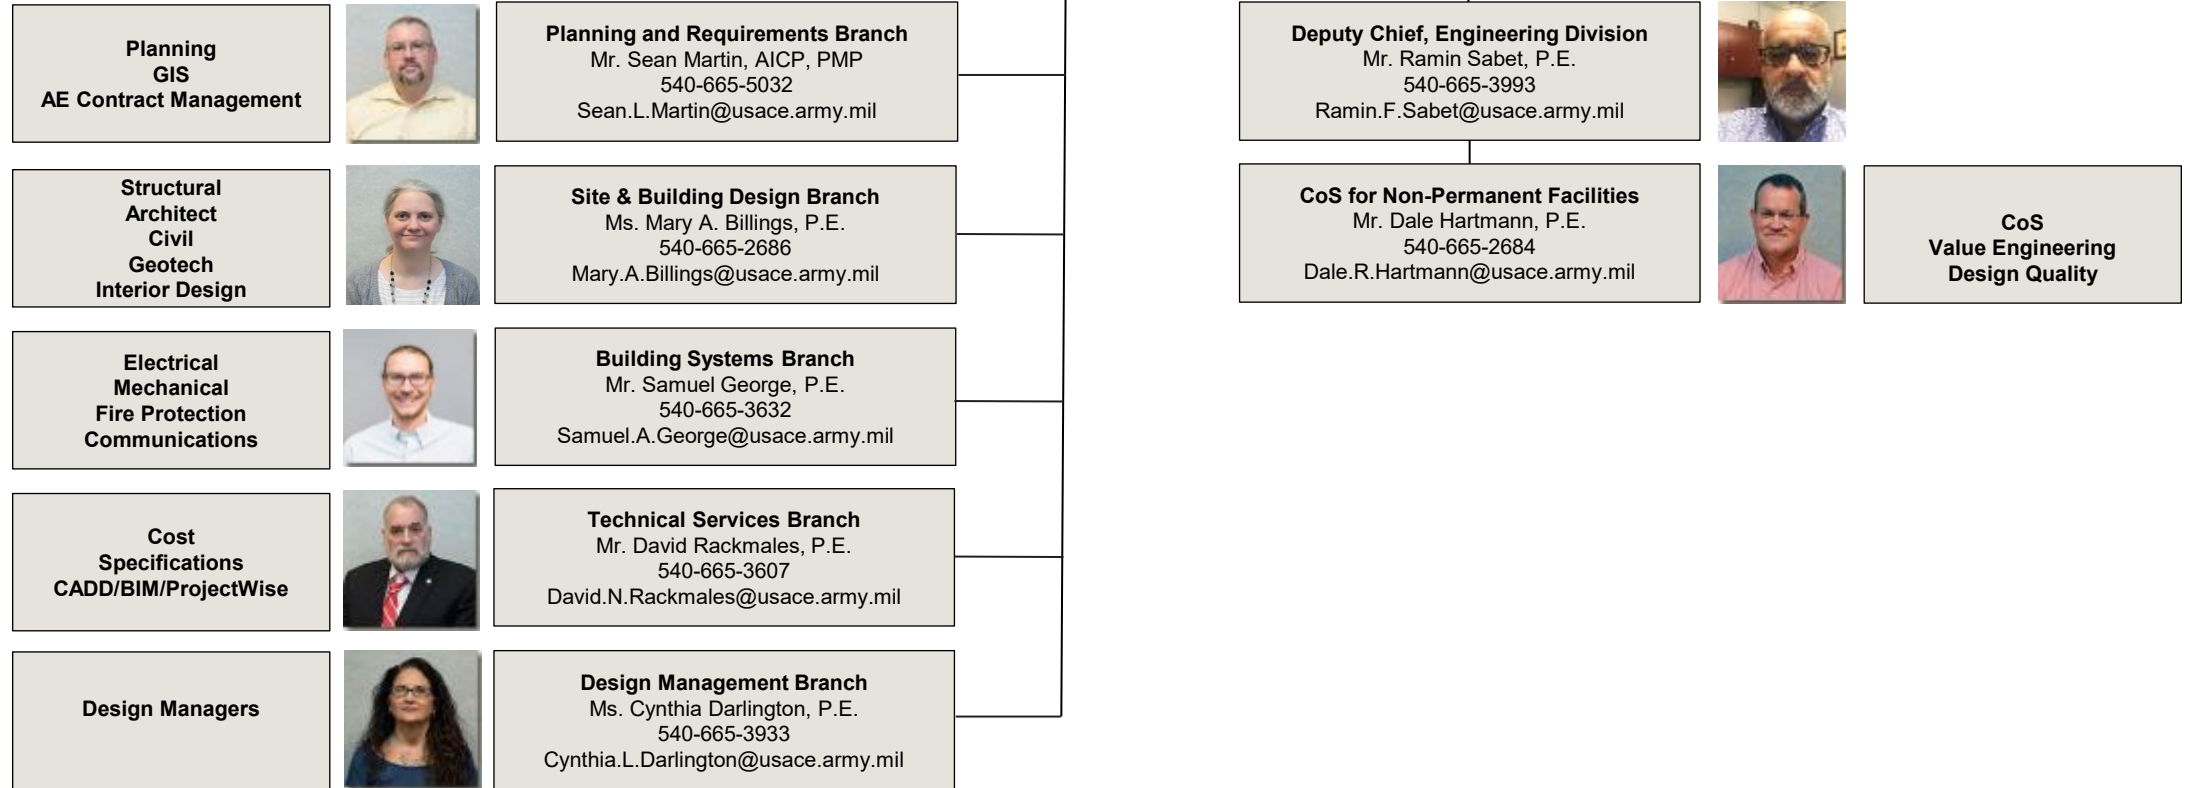 Planning
GIS
AE Contract Management
Planning and Requirements Branch
Mr. Sean Martin, AICP, PMP
540-665-5032
Sean.L.Martin@usace.army.mil
Deputy Chief, Engineering Division
Mr. Ramin Sabet, P.E.
540-665-3993
Ramin.F.Sabet@usace.army.mil
Structural
Architect
Civil
Geotech
Interior Design
Site & Building Design Branch
Ms. Mary A. Billings, P.E.
540-665-2686
Mary.A.Billings@usace.army.mil
CoS for Non-Permanent Facilities
Mr. Dale Hartmann, P.E.
540-665-2684
Dale.R.Hartmann@usace.army.mil
CoS
Value Engineering
Design Quality
Electrical
Mechanical
Fire Protection
Communications
Building Systems Branch
Mr. Samuel George, P.E.
540-665-3632
Samuel.A.George@usace.army.mil
Cost
Specifications
CADD/BIM/ProjectWise
Technical Services Branch
Mr. David Rackmales, P.E.
540-665-3607
David.N.Rackmales@usace.army.mil
Design Managers
Design Management Branch
Ms. Cynthia Darlington, P.E.
540-665-3933
Cynthia.L.Darlington@usace.army.mil